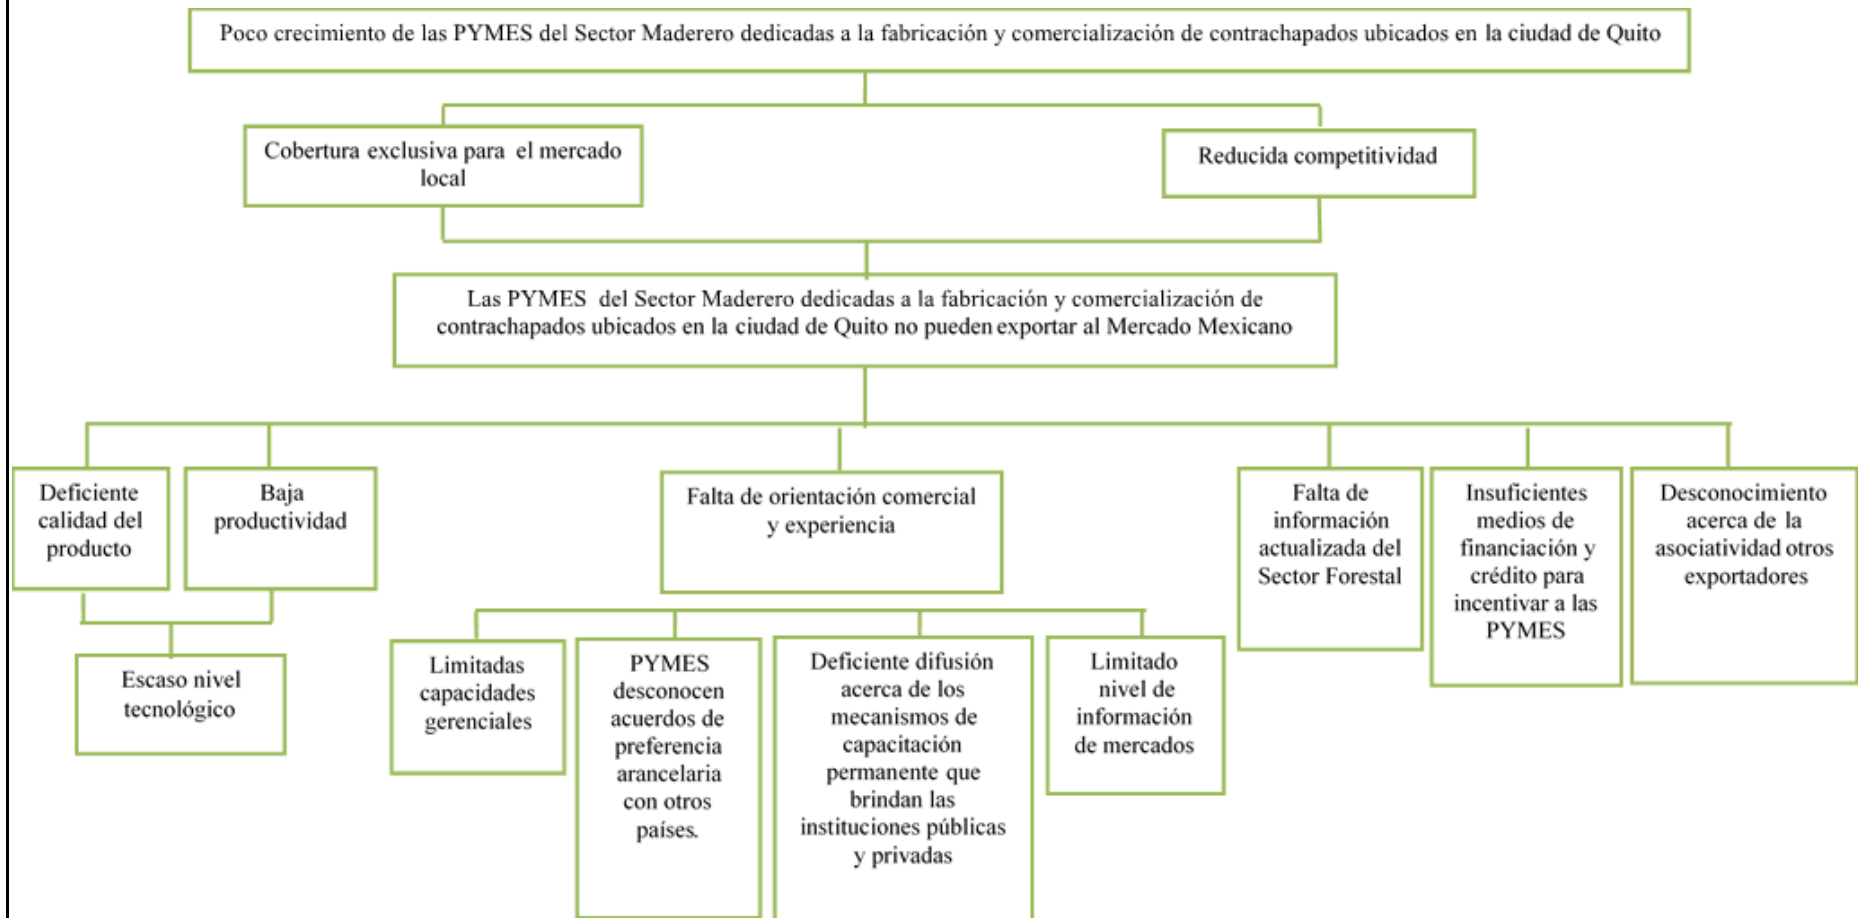 Poco crecimiento de las PYMES del Sector Maderero dedicadas a la fabricación y comercialización de contrachapados ubicados en la ciudad de Quito
Cobertura exclusiva para el mercado
local
Reducida competitividad
Las PYMES del Sector Maderero dedicadas a la fabricación y comercialización de
contrachapados ubicados en la ciudad de Quito no pueden exportar al Mercado Mexicano
Deficiente
calidad del
producto
Baja
productividad
Falta de orientación comercial
y experiencia
Falta de
información
actualizada del
Sector Forestal
Insuficientes
medios de
financiación y
crédito para
incentivar a las
PYMES
Desconocimiento
acerca de la
asociatividad otros
exportadores
Escaso nivel
tecnológico
Limitadas
capacidades
gerenciales
PYMES
desconocen
acuerdos de
preferencia
arancelaria
con otros
países.
Deficiente difusión
acerca de los
mecanismos de
capacitación
permanente que
brindan las
instituciones públicas
y privadas
Limitado
nivel de
información
de mercados